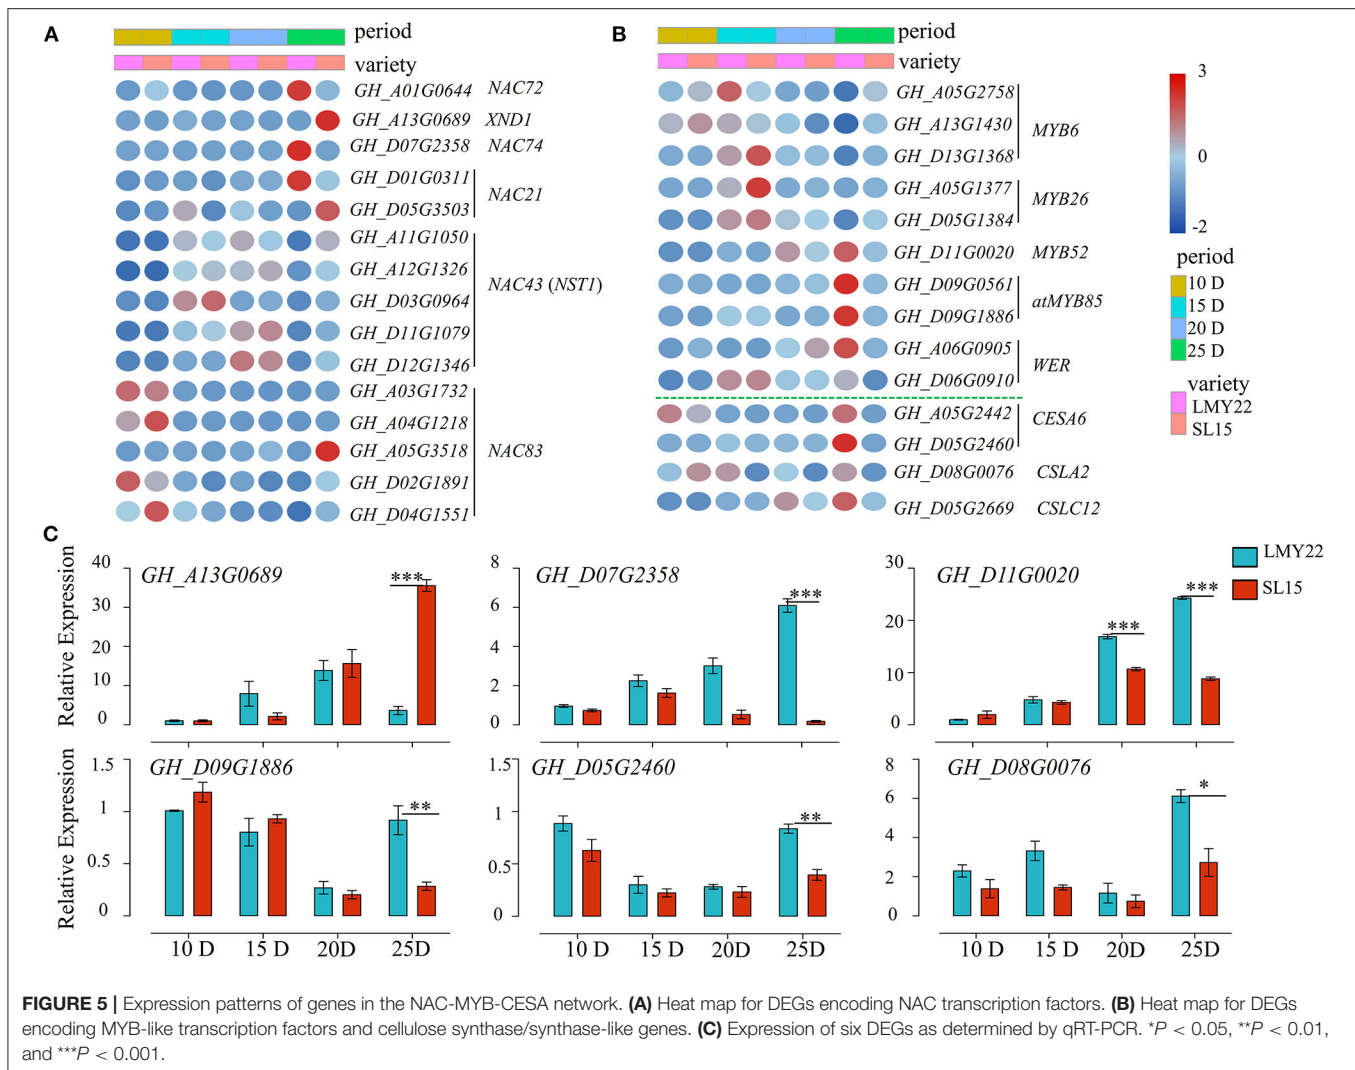 A
period
variety
GH_A01G0644 NAC72
GH_A13G0689 XND1
GH_D07G2358 NAC74
GH_D01G0311
NAC21
GH_D05G3503
GH_A11G1050
GH_A12G1326
NAC43 (NST1)
GH_D03G0964
GH_D11G1079
GH_D12G1346
GH_A03G1732
GH_A04G1218
GH_A05G3518 NAC83
GH_D02G1891
GH_D04G1551
B
period
variety
GH_A05G2758
GH_A13G1430
MYB6
GH_D13G1368
GH_A05G1377
MYB26
GH_D05G1384
GH_D11G0020 MYB52
GH_D09G0561
atMYB85
GH_D09G1886
GH_A06G0905
WER
GH_D06G0910
GH_A05G2442
CESA6
GH_D05G2460
GH_D08G0076 CSLA2
GH_D05G2669 CSLC12
3
0
-2
period
10 D
15 D
20 D
25 D
variety
LMY22
SL15
C
Relative Expression
40
30
20
10
0
GH_A13G0689
***
8
6
4
2
0
GH_D07G2358
***
30
20
10
0
GH_D11G0020
***
***
LMY22
SL15
Relative Expression
1.5
1
0.5
0
GH_D09G1886
**
10 D 15 D 20D 25D
1.5
1
0.5
0
GH_D05G2460
**
10 D 15 D 20D 25D
8
6
4
2
0
GH_D08G0076
*
10 D 15 D 20D 25D
FIGURE 5 | Expression patterns of genes in the NAC-MYB-CESA network. (A) Heat map for DEGs encoding NAC transcription factors. (B) Heat map for DEGs
encoding MYB-like transcription factors and cellulose synthase/synthase-like genes. (C) Expression of six DEGs as determined by qRT-PCR. *P < 0.05, **P < 0.01,
and ***P < 0.001.